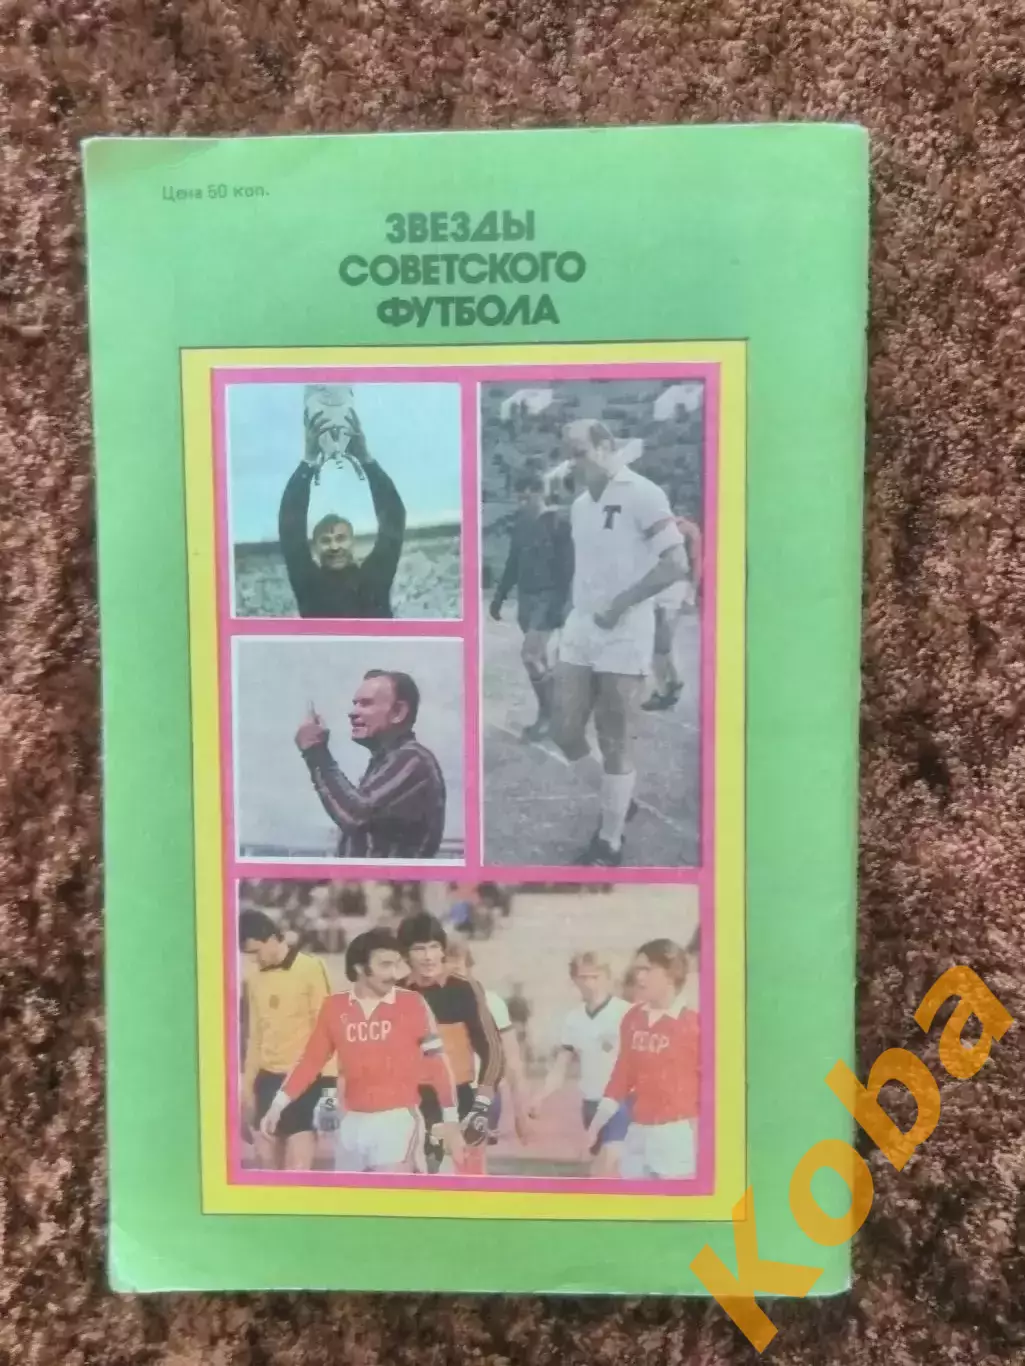 Цена 50 коп.
ЗВЕЗДЫ
СОВЕТСКОГО
ФУТБОЛА
Т
СССР
СССР
Koba